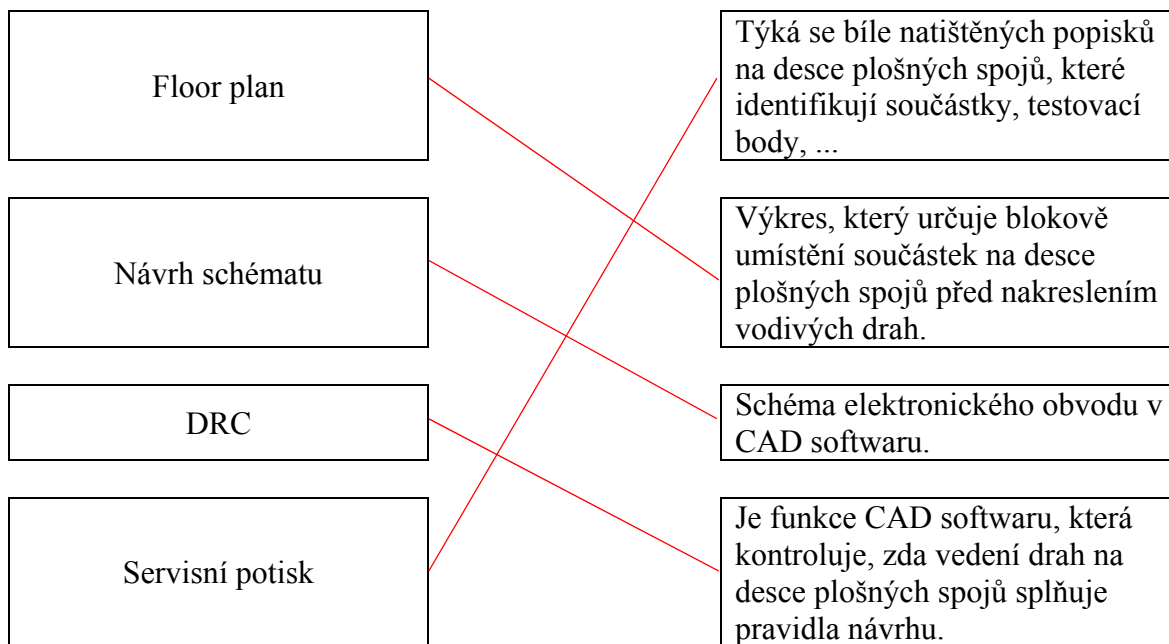 Floor plan
Týká se bíle natištěných popisků
na desce plošných spojů, které
identifikují součástky, testovací
body, ...
Návrh schématu
Výkres, který určuje blokově
umístění součástek na desce
plošných spojů před nakreslením
vodivých drah.
DRC
Schéma elektronického obvodu v
CAD softwaru.
Servisní potisk
Je funkce CAD softwaru, která
kontroluje, zda vedení drah na
desce plošných spojů splňuje
pravidla návrhu.